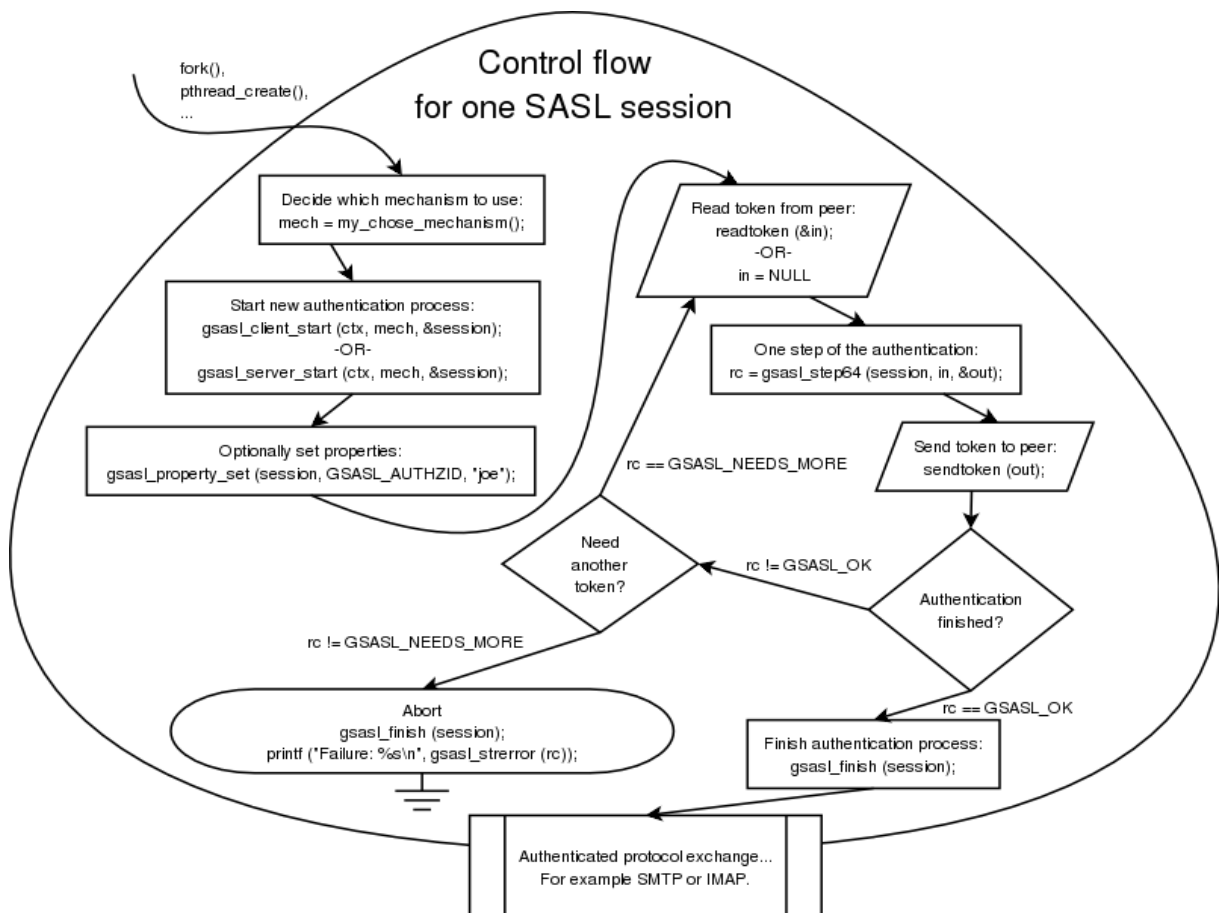 Control flow
for one SASL session
fork(),
pthread_create(),
...
Decide which mechanism to use:
mech = my_chose_mechanism();
Start new authentication process:
gsasl_client_start (ctx, mech, &session);
-OR-
gsasl_server_start (ctx, mech, &session);
Optionally set properties:
gsasl_property_set (session, GSASL_AUTHZID, "joe");
Read token from peer:
readtoken (&in);
-OR-
in = NULL
One step of the authentication:
rc = gsasl_step64 (session, in, &out);
Send token to peer:
sendtoken (out);
Authentication
finished?
rc != GSASL_OK
Need
another
token?
rc == GSASL_NEEDS_MORE
rc != GSASL_NEEDS_MORE
Abort
gsasl_finish (session);
printf ("Failure: %s\n", gsasl_strerror (rc));
rc == GSASL_OK
Finish authentication process:
gsasl_finish (session);
Authenticated protocol exchange...
For example SMTP or IMAP.